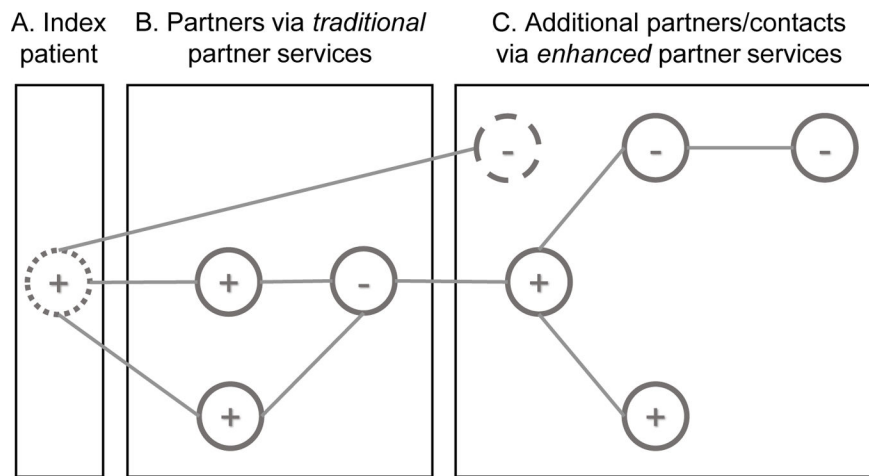 A. Index
patient
B. Partners via traditional
partner services
C. Additional partners/contacts
via enhanced partner services
- - -
+ + - +
+ +